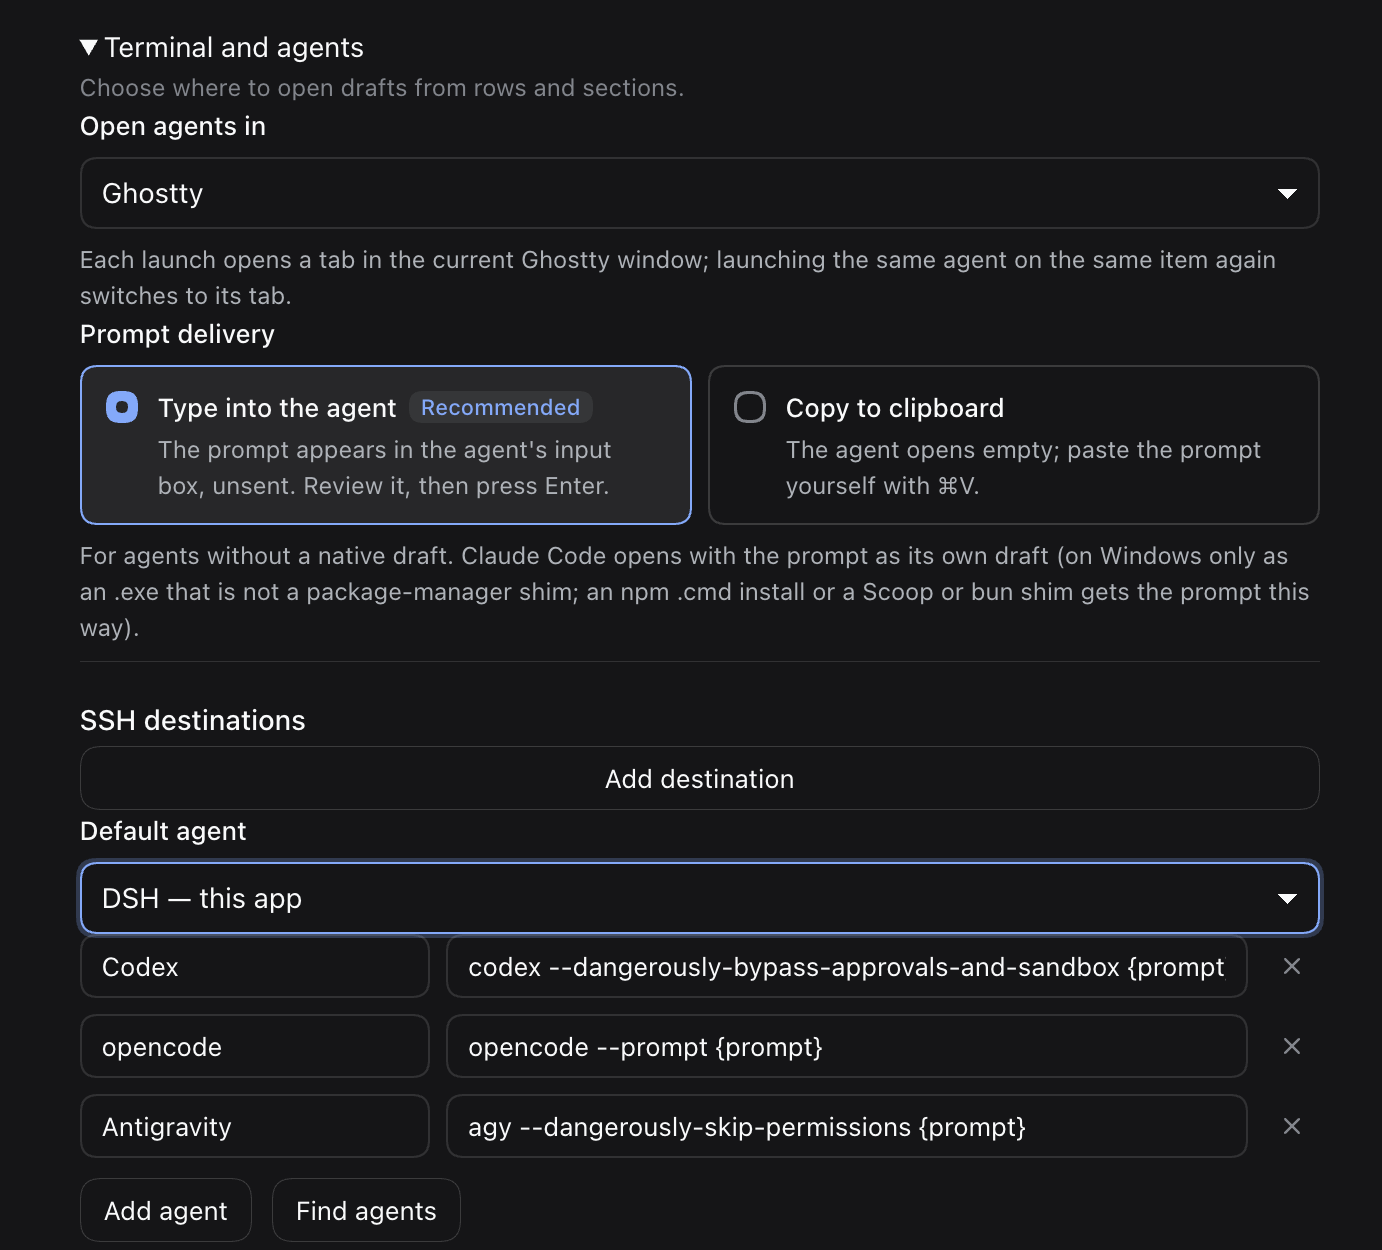 Terminal and agents
Choose where to open drafts from rows and sections.
Open agents in
Ghostty
Each launch opens a tab in the current Ghostty window; launching the same agent on the same item again
switches to its tab.
Prompt delivery
Type into the agent Recommended
The prompt appears in the agent's input
box, unsent. Review it, then press Enter.
Copy to clipboard
The agent opens empty; paste the prompt
yourself with ⌘V.
For agents without a native draft. Claude Code opens with the prompt as its own draft (on Windows only as
an .exe that is not a package-manager shim; an npm .cmd install or a Scoop or bun shim gets the prompt this
way).
SSH destinations
Add destination
Default agent
DSH — this app
Codex codex --dangerously-bypass-approvals-and-sandbox {prompt
opencode opencode --prompt {prompt}
Antigravity agy --dangerously-skip-permissions {prompt}
Add agent Find agents